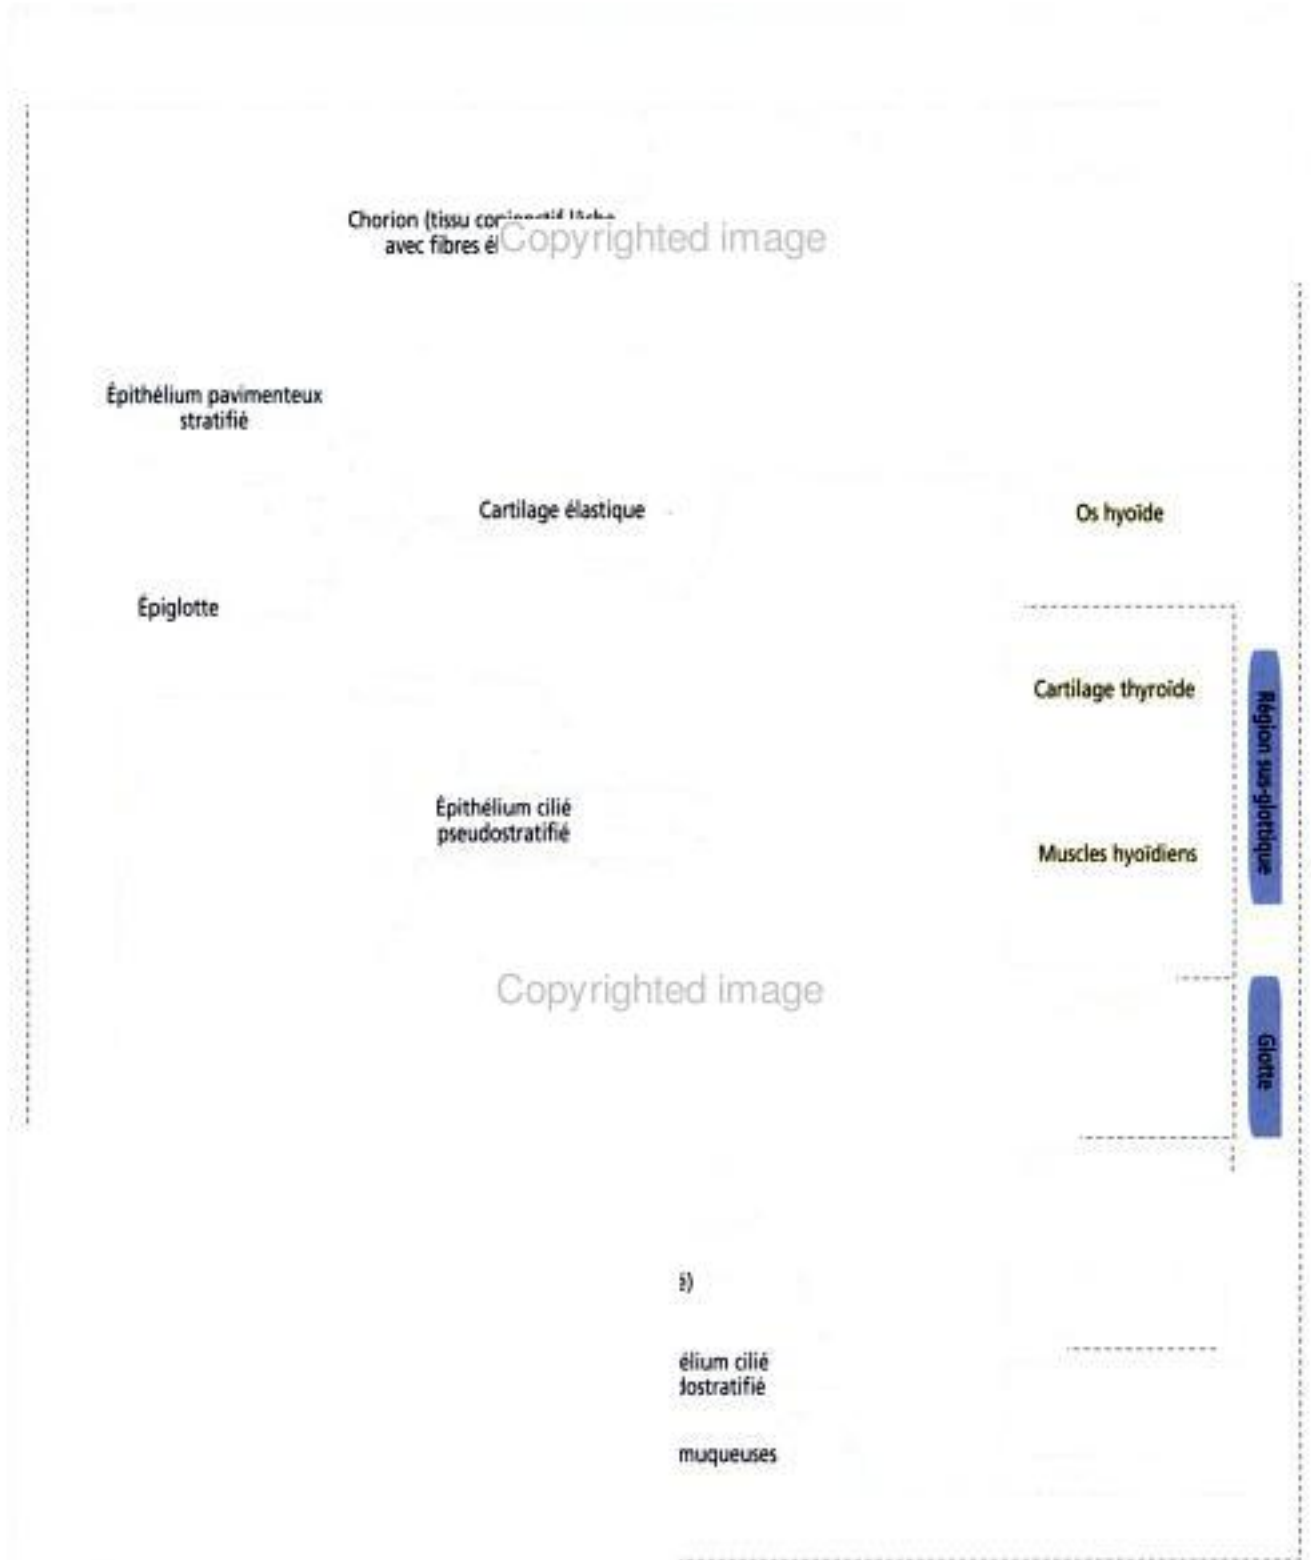 Chorion (tissu
avec fibres
Copyrighted image
Épithélium pavimenteux
stratifié
Cartilage élastique
Os hyoïde
Épiglotte
Cartilage thyroïde
Région sus-glottique
Épithélium cilié
pseudostratifié
Muscles hyoïdiens
Copyrighted image
Glotte
élium cilié
dostratifié
muqueuses